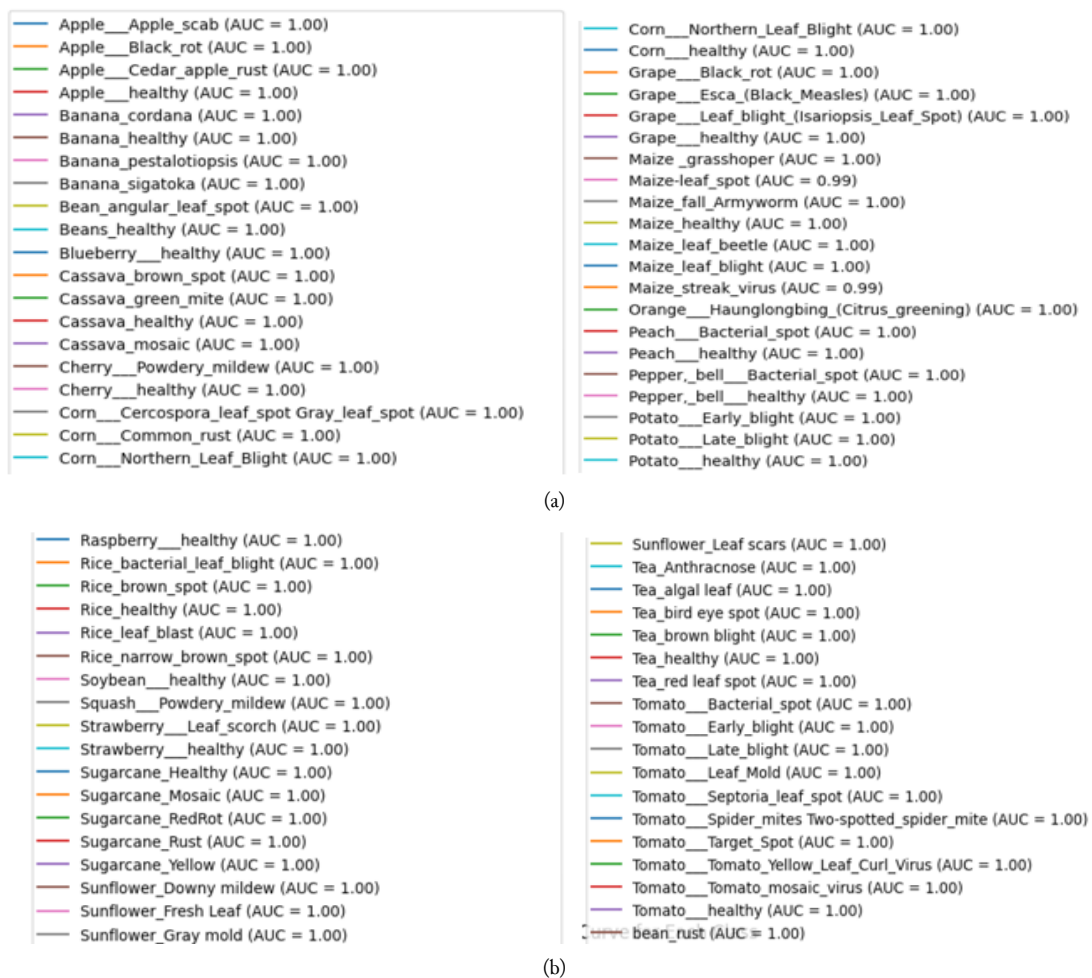 Apple___Apple_scab (AUC = 1.00)
Apple___Black_rot (AUC = 1.00)
Apple___Cedar_apple_rust (AUC = 1.00)
Apple___healthy (AUC = 1.00)
Banana_cordana (AUC = 1.00)
Banana_healthy (AUC = 1.00)
Banana_pestalotiopsis (AUC = 1.00)
Banana_sigatoka (AUC = 1.00)
Bean_angular_leaf_spot (AUC = 1.00)
Beans_healthy (AUC = 1.00)
Blueberry___healthy (AUC = 1.00)
Cassava_brown_spot (AUC = 1.00)
Cassava_green_mite (AUC = 1.00)
Cassava_healthy (AUC = 1.00)
Cassava_mosaic (AUC = 1.00)
Cherry___Powdery_mildew (AUC = 1.00)
Cherry___healthy (AUC = 1.00)
Corn___Cercospora_leaf_spot Gray_leaf_spot (AUC = 1.00)
Corn___Common_rust (AUC = 1.00)
Corn___Northern_Leaf_Blight (AUC = 1.00)
Corn___Northern_Leaf_Blight (AUC = 1.00)
Corn___healthy (AUC = 1.00)
Grape___Black_rot (AUC = 1.00)
Grape___Esca_(Black_Measles) (AUC = 1.00)
Grape___Leaf_blight_(Isariopsis_Leaf_Spot) (AUC = 1.00)
Grape___healthy (AUC = 1.00)
Maize _grasshoper (AUC = 1.00)
Maize-leaf_spot (AUC = 0.99)
Maize_fall_Armyworm (AUC = 1.00)
Maize_healthy (AUC = 1.00)
Maize_leaf_beetle (AUC = 1.00)
Maize_leaf_blight (AUC = 1.00)
Maize_streak_virus (AUC = 0.99)
Orange___Haunglongbing_(Citrus_greening) (AUC = 1.00)
Peach___Bacterial_spot (AUC = 1.00)
Peach___healthy (AUC = 1.00)
Pepper,_bell___Bacterial_spot (AUC = 1.00)
Pepper,_bell___healthy (AUC = 1.00)
Potato___Early_blight (AUC = 1.00)
Potato___Late_blight (AUC = 1.00)
Potato___healthy (AUC = 1.00)
(a)
Raspberry___healthy (AUC = 1.00)
Rice_bacterial_leaf_blight (AUC = 1.00)
Rice_brown_spot (AUC = 1.00)
Rice_healthy (AUC = 1.00)
Rice_leaf_blast (AUC = 1.00)
Rice_narrow_brown_spot (AUC = 1.00)
Soybean___healthy (AUC = 1.00)
Squash___Powdery_mildew (AUC = 1.00)
Strawberry___Leaf_scorch (AUC = 1.00)
Strawberry___healthy (AUC = 1.00)
Sugarcane_Healthy (AUC = 1.00)
Sugarcane_Mosaic (AUC = 1.00)
Sugarcane_RedRot (AUC = 1.00)
Sugarcane_Rust (AUC = 1.00)
Sugarcane_Yellow (AUC = 1.00)
Sunflower_Downy mildew (AUC = 1.00)
Sunflower_Fresh Leaf (AUC = 1.00)
Sunflower_Gray mold (AUC = 1.00)
Sunflower_Leaf scars (AUC = 1.00)
Tea_Anthracnose (AUC = 1.00)
Tea_algal leaf (AUC = 1.00)
Tea_bird eye spot (AUC = 1.00)
Tea_brown blight (AUC = 1.00)
Tea_healthy (AUC = 1.00)
Tea_red leaf spot (AUC = 1.00)
Tomato___Bacterial_spot (AUC = 1.00)
Tomato___Early_blight (AUC = 1.00)
Tomato___Late_blight (AUC = 1.00)
Tomato___Leaf_Mold (AUC = 1.00)
Tomato___Septoria_leaf_spot (AUC = 1.00)
Tomato___Spider_mites Two-spotted_spider_mite (AUC = 1.00)
Tomato___Target_Spot (AUC = 1.00)
Tomato___Tomato_Yellow_Leaf_Curl_Virus (AUC = 1.00)
Tomato___Tomato_mosaic_virus (AUC = 1.00)
Tomato___healthy (AUC = 1.00)
bean_rust (AUC = 1.00)
(b)